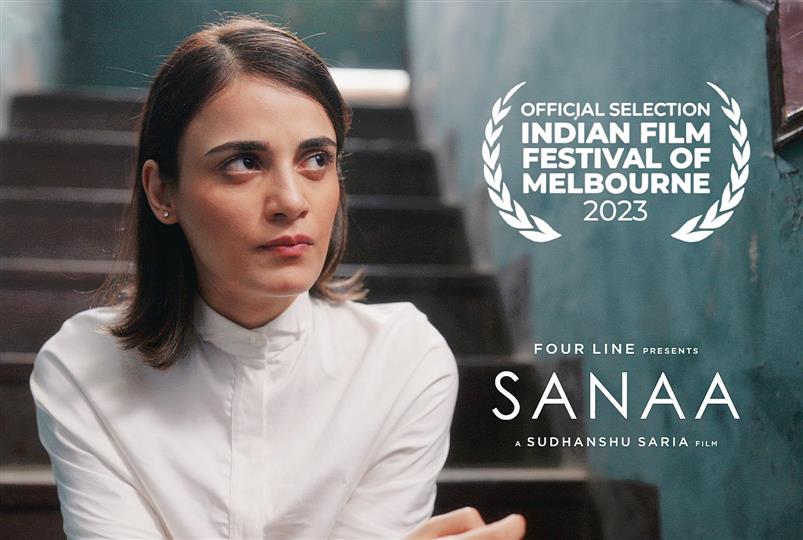 OFFICIAL SELECTION
INDIAN FILM
FESTIVAL OF
MELBOURNE
2023
FOUR LINE PRESENTS
SANAA
A SUDHANSHU SARIA FILM